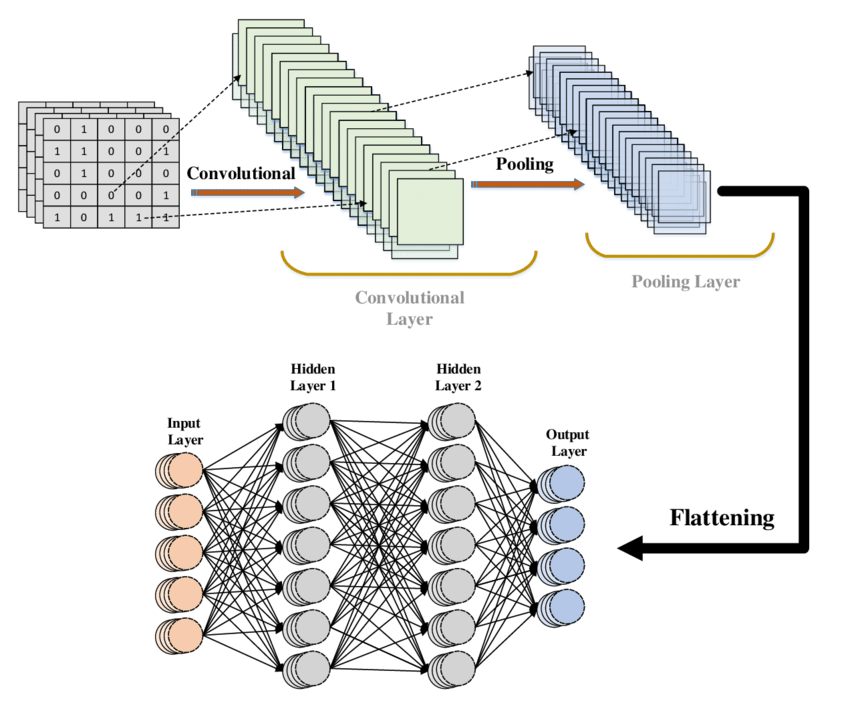 0 1 0 0 0
1 1 0 0 1
0 1 0 0 0
0 0 0 0 1
1 0 1 1 1
Convolutional
Pooling
Convolutional
Layer
Pooling Layer
Hidden
Layer 1
Hidden
Layer 2
Input
Layer
Output
Layer
Flattening